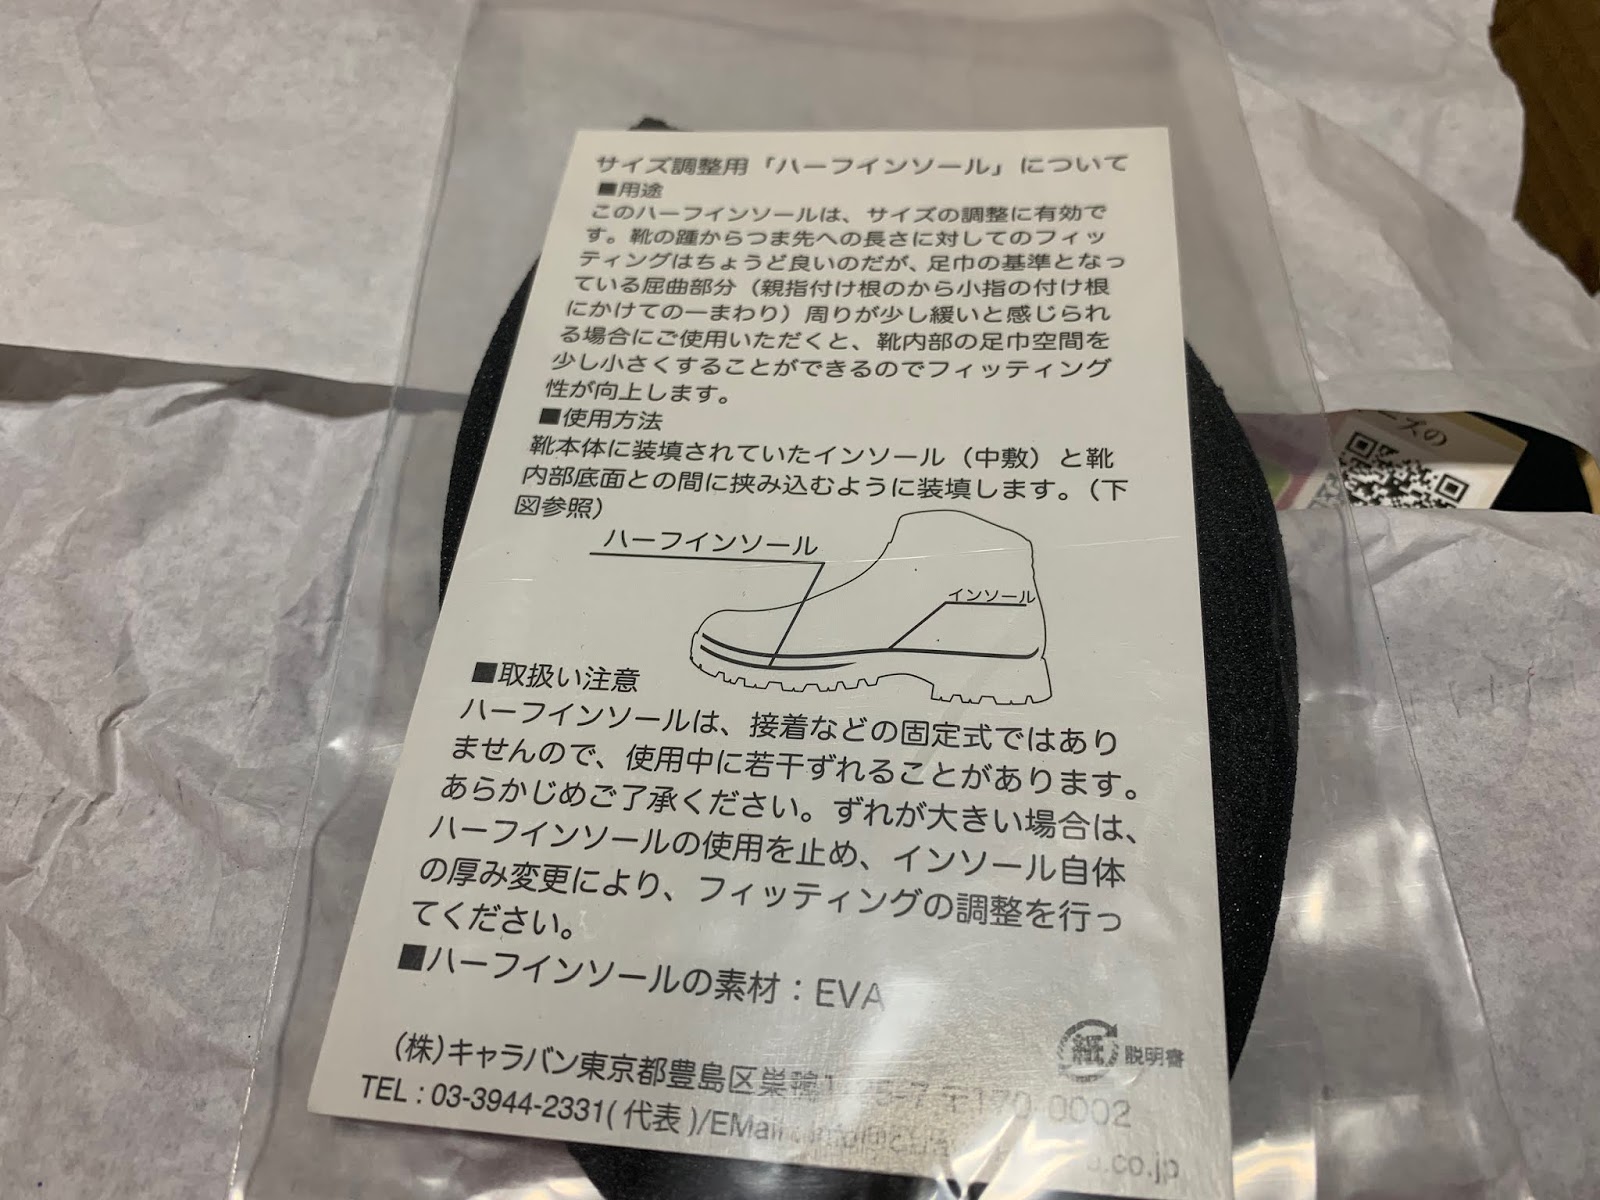 サイズ調整用「ハーフインソール」について
■用途
このハーフインソールは、サイズの調整に有効で
す。靴の踵からつま先への長さに対してのフィッ
ティングはちょうど良いのだが、足巾の基準となっ
ている屈曲部分（親指付け根のから小指の付け根
にかけての一まわり）周りが少し緩いと感じられ
る場合にご使用いただくと、靴内部の足巾空間を
少し小さくすることができるのでフィッティング
性が向上します。
■使用方法
靴本体に装填されていたインソール（中敷）と靴
内部底面との間に挟み込むように装填します。（下
図参照）
ハーフインソール
インソール
■取扱い注意
ハーフインソールは、接着などの固定式ではあり
ませんので、使用中に若干ずれることがあります。
あらかじめご了承ください。ずれが大きい場合は、
ハーフインソールの使用を止め、インソール自体
の厚み変更により、フィッティングの調整を行っ
てください。
■ハーフインソールの素材：EVA
紙 説明書
(株)キャラバン東京都豊島区巣鴨 〒170-0002
TEL : 03-3944-2331(代表)/EMail .co.jp
ズの